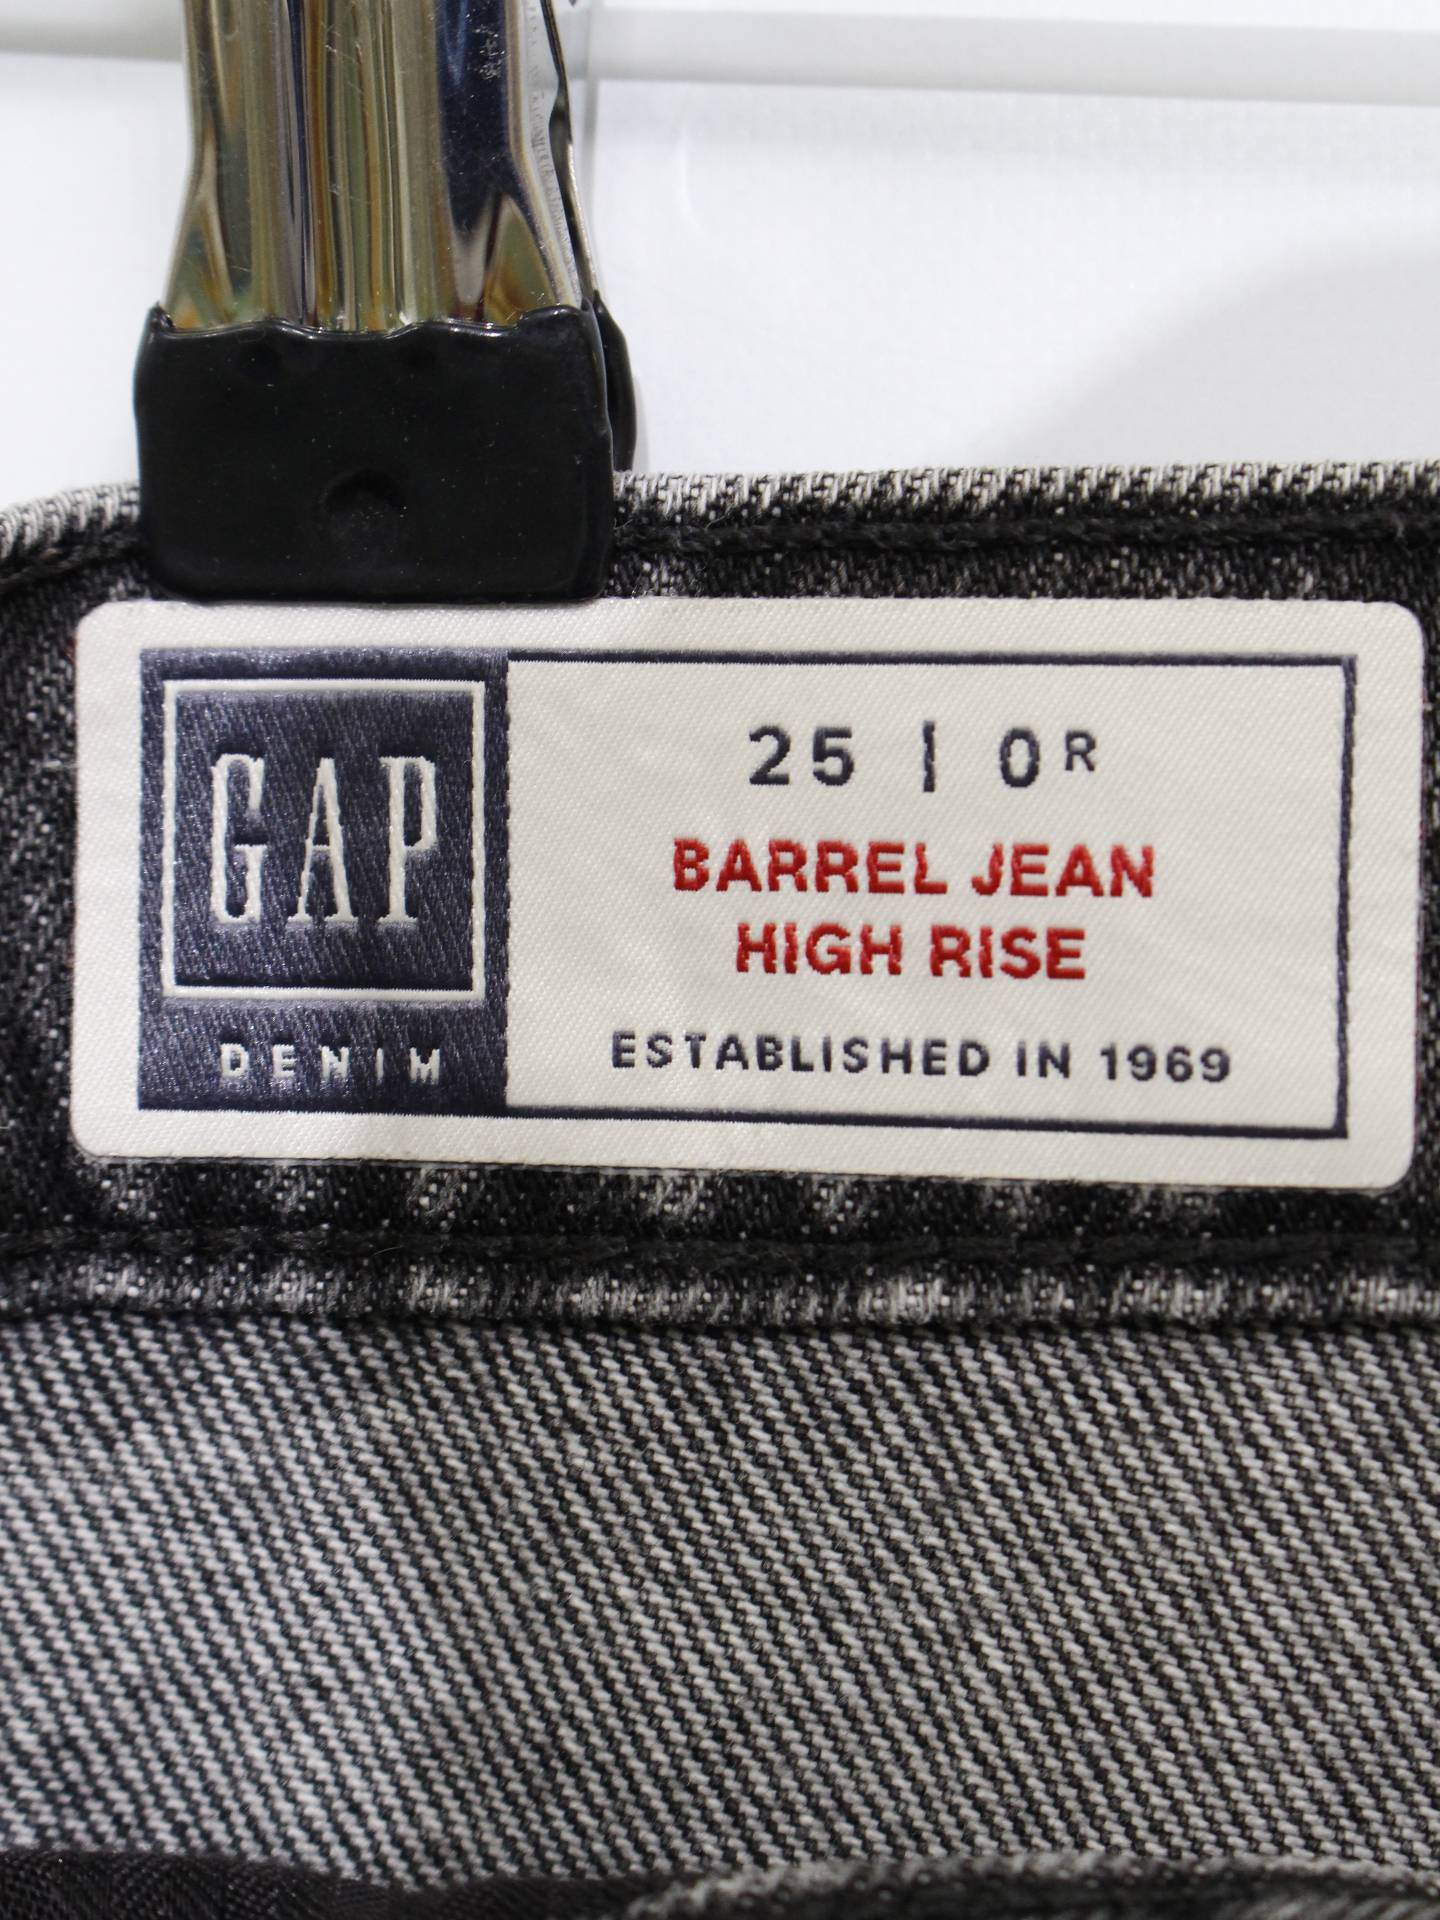 GAP
DENIM
25 | 0R
BARREL JEAN
HIGH RISE
ESTABLISHED IN 1969